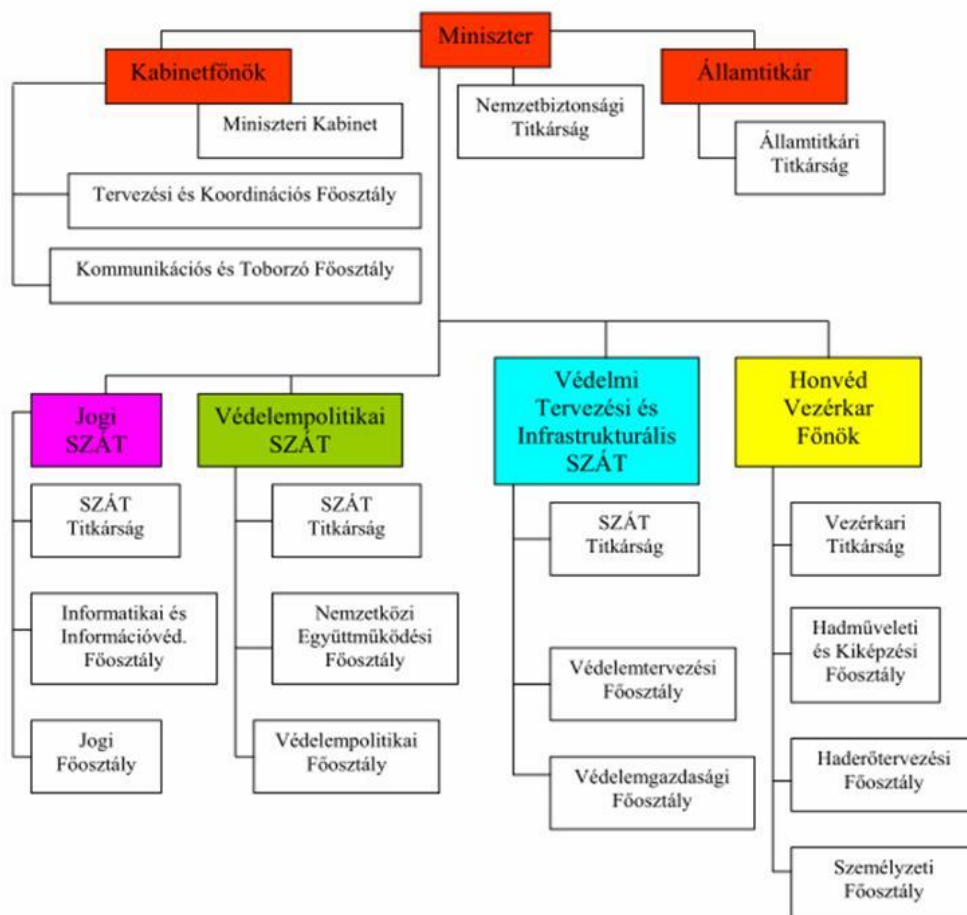 Miniszter
Kabinetfőnök
Államtitkár
Miniszteri Kabinet
Nemzetbiztonsági
Titkárság
Államtitkári
Titkárság
Tervezési és Koordinációs Főosztály
Kommunikációs és Toborzó Főosztály
Jogi
SZÁT
Védelempolitikai
SZÁT
Védelmi
Tervezési és
Infrastrukturális
SZÁT
Honvéd
Vezérkar
Főnök
SZÁT
Titkárság
Informatikai és
Információvéd.
Főosztály
Jogi
Főosztály
SZÁT
Titkárság
Nemzetközi
Együttműködési
Főosztály
Védelempolitikai
Főosztály
SZÁT
Titkárság
Védelemtervezési
Főosztály
Védelemgazdasági
Főosztály
Vezérkari
Titkárság
Hadműveleti
és Kiképzési
Főosztály
Haderőtervezési
Főosztály
Személyzeti
Főosztály